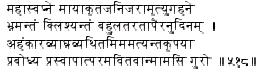 महास्वप्ने मायाकृतजनिजरामृत्युगहने
भ्रमन्तं क्लिश्यन्तं बहुलतरतापैरनुदिनम् ।
अहंकारव्याघ्रव्यथितमिममत्यन्तकृपया
प्रबोध्य प्रस्वापात्परमवितवान्मामसि गुरो ॥५१८॥